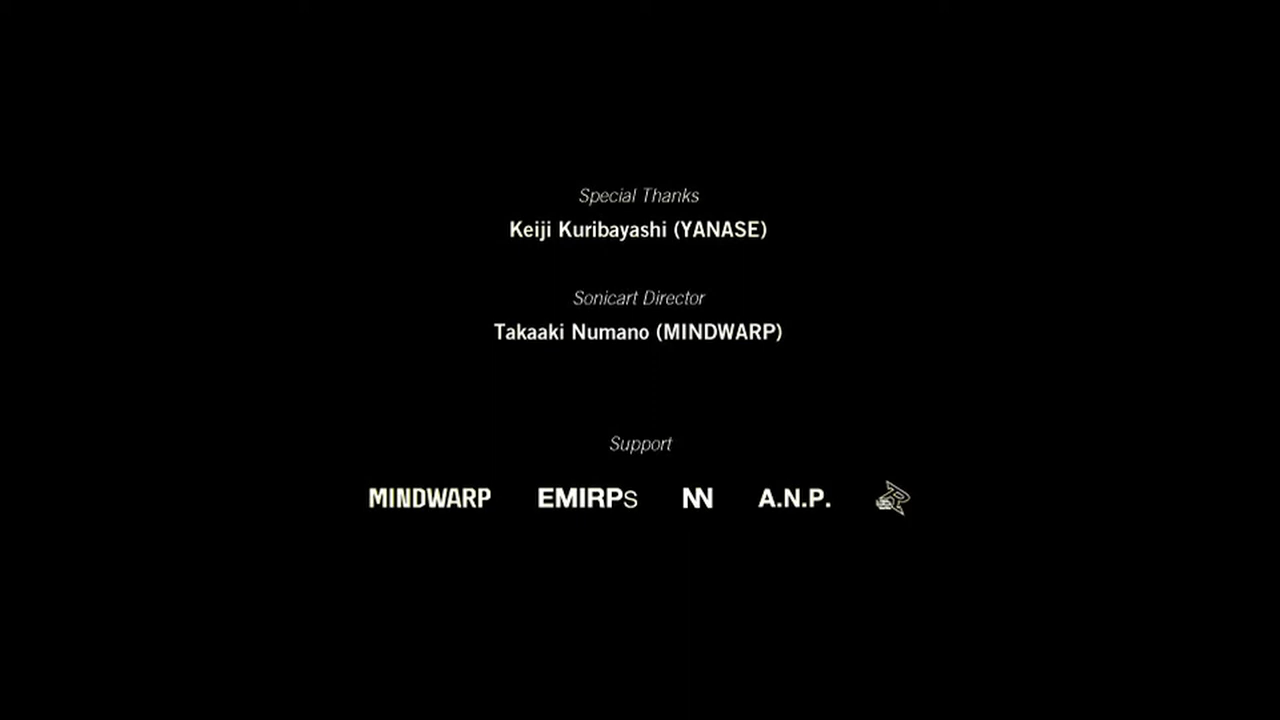 Special Thanks
Keiji Kuribayashi (YANASE)
Sonicart Director
Takaaki Numano (MINDWARP)
Support
MINDWARP EMIRPs NN A.N.P.